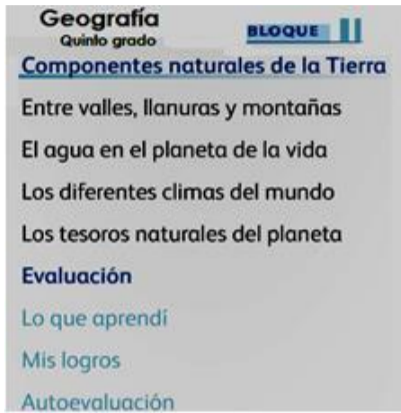 Geografía
Quinto grado
BLOQUE II
Componentes naturales de la Tierra
Entre valles, llanuras y montañas
El agua en el planeta de la vida
Los diferentes climas del mundo
Los tesoros naturales del planeta
Evaluación
Lo que aprendí
Mis logros
Autoevaluación